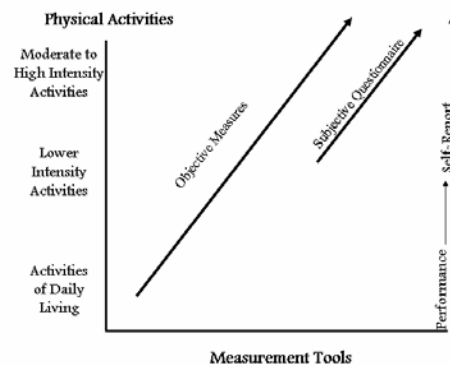 Physical Activities
Moderate to
High Intensity
Activities
Lower
Intensity
Activities
Activities
of Daily
Living
Objective Measures
Subjective Questionnaire
Performance
Self-Report
Measurement Tools